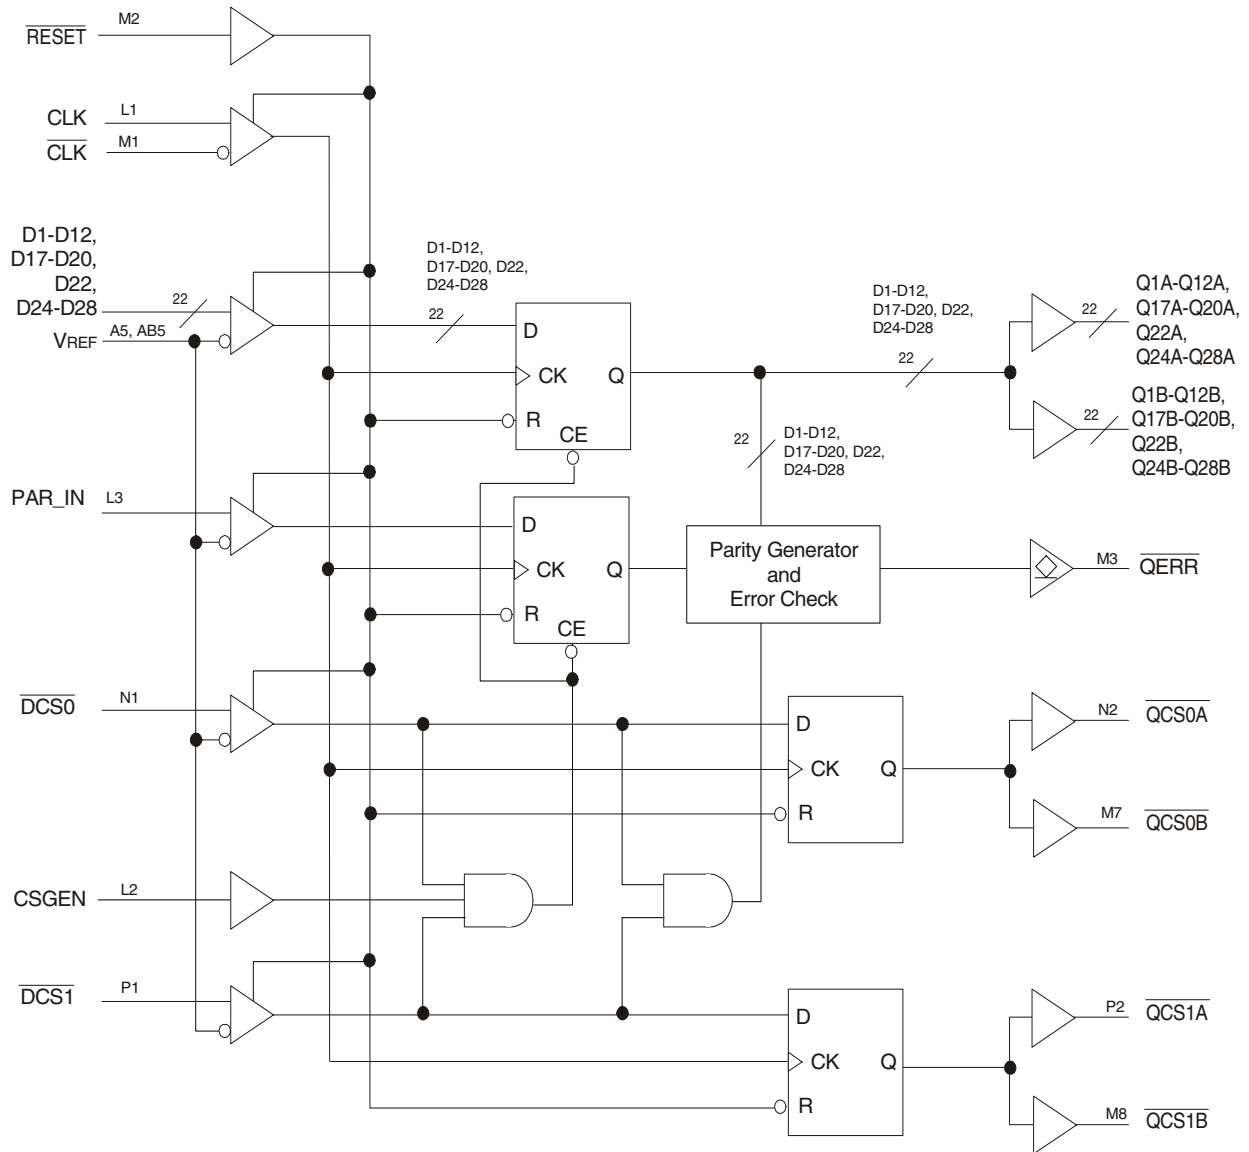 RESET
M2
CLK
L1
CLK
M1
D1-D12,
D17-D20,
D22,
D24-D28
22
VREF
A5, AB5
D1-D12,
D17-D20, D22,
D24-D28
22
D
CK
Q
R
CE
D1-D12,
D17-D20, D22,
D24-D28
22
22
Q1A-Q12A,
Q17A-Q20A,
Q22A,
Q24A-Q28A
22
Q1B-Q12B,
Q17B-Q20B,
Q22B,
Q24B-Q28B
22
D1-D12,
D17-D20, D22,
D24-D28
PAR_IN
L3
D
CK
Q
R
CE
Parity Generator
and
Error Check
M3
QERR
DCS0
N1
D
CK
Q
R
N2
QCS0A
M7
QCS0B
CSGEN
L2
DCS1
P1
D
CK
Q
R
P2
QCS1A
M8
QCS1B